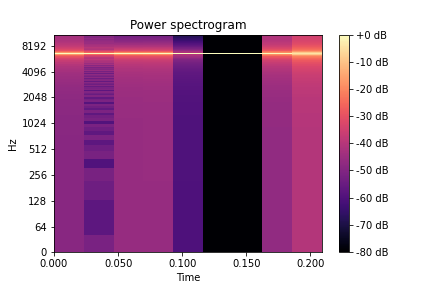 Power spectrogram
8192
4096
2048
1024
512
256
128
64
0
Hz
0.000 0.050 0.100 0.150 0.200
Time
+0 dB
-10 dB
-20 dB
-30 dB
-40 dB
-50 dB
-60 dB
-70 dB
-80 dB